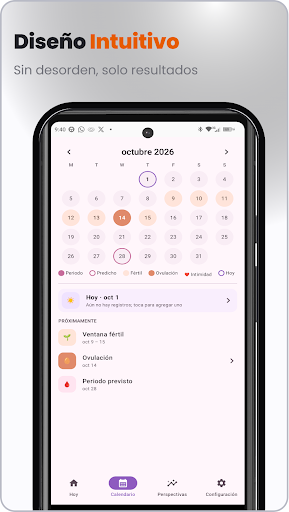 Diseño Intuitivo
Sin desorden, solo resultados
9:40
octubre 2026
M T W T F S S
1 2 3 4
5 6 7 8 9 10 11
12 13 14 15 16 17 18
19 20 21 22 23 24 25
26 27 28 29 30 31
Periodo Predicho Fértil Ovulación Intimidad Hoy
Hoy · oct 1
Aún no hay registros; toca para agregar uno
PRÓXIMAMENTE
Ventana fértil
oct 9 – 15
Ovulación
oct 14
Periodo previsto
oct 28
Hoy Calendario Perspectivas Configuración